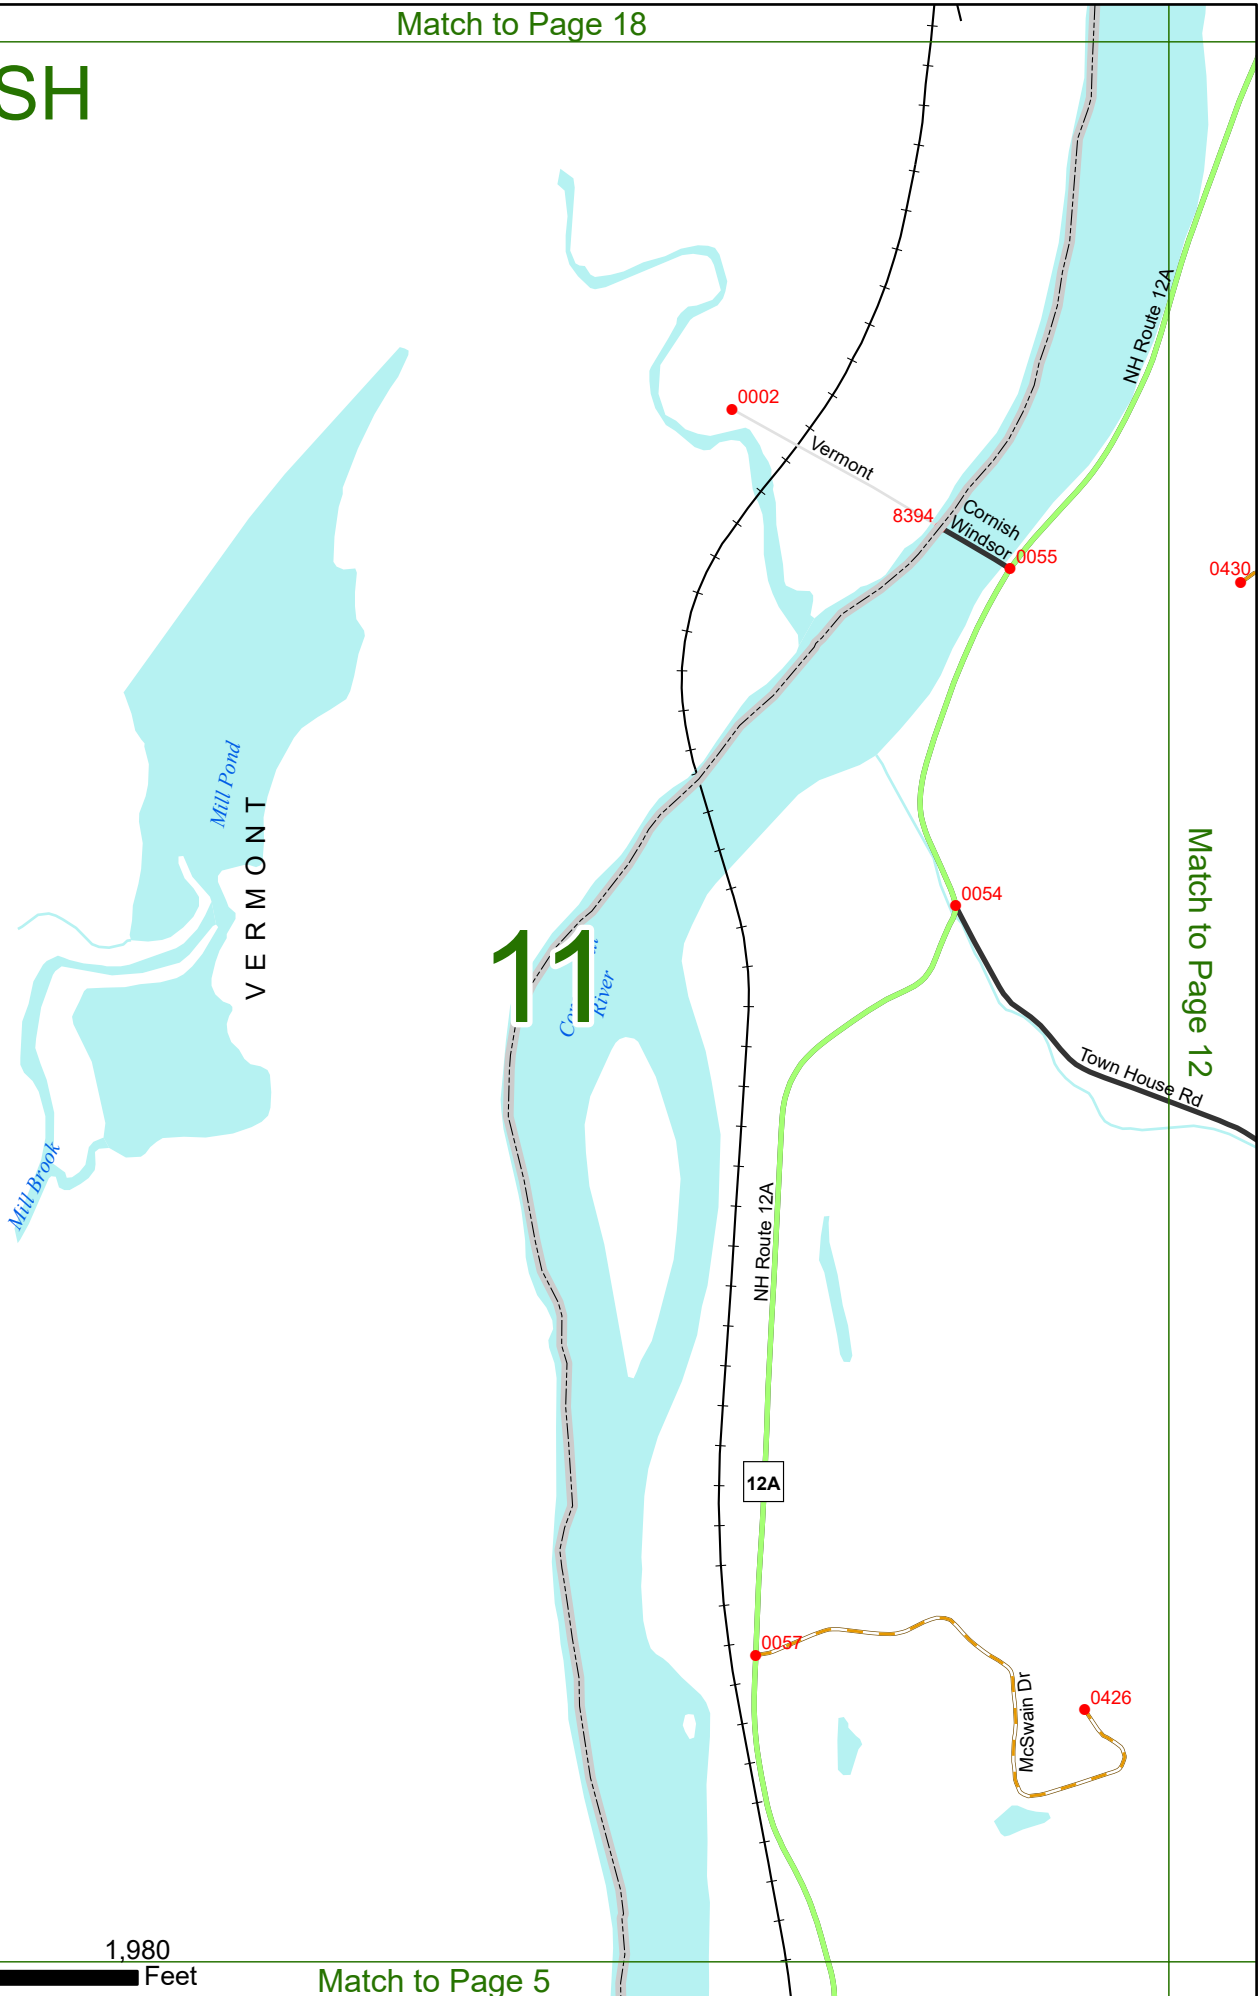 Match to Page 18
SH
NH Route 12A
0002
Vermont
8394
Cornish
Windsor
0055
0430
Mill Pond
VERMONT
Match to Page 12
0054
11
River
Town House Rd
Mill Brook
NH Route 12A
12A
0057
McSwain Dr
0426
1,980
Feet
Match to Page 5